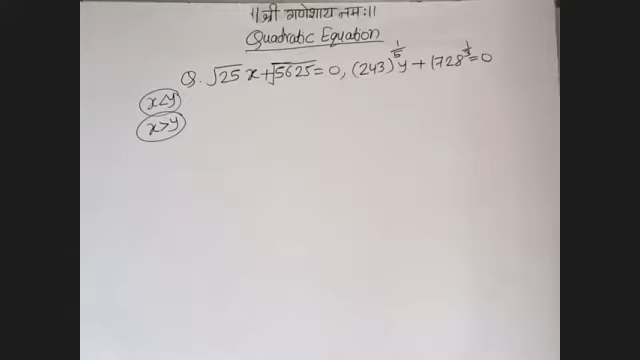 ||श्री गणेशाय नमः||
Quadratic Equation
Q. √25 x + √5625 = 0, (243)^1/5 y + (1728)^1/3 = 0
x<y
x>y